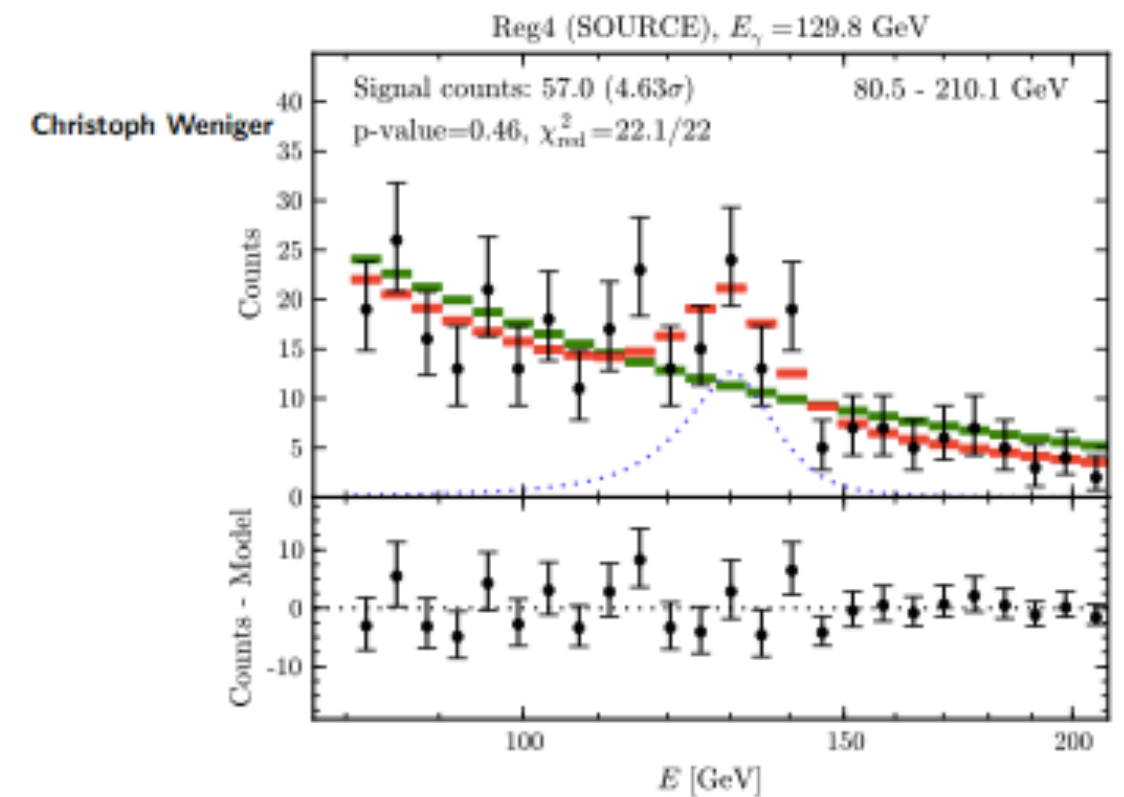 Reg4 (SOURCE), E_γ =129.8 GeV
Signal counts: 57.0 (4.63σ) 80.5 - 210.1 GeV
p-value=0.46, χ²_red=22.1/22
Christoph Weniger
Counts
40
35
30
25
20
15
10
5
0
Counts - Model
10
0
-10
100 150 200
E [GeV]